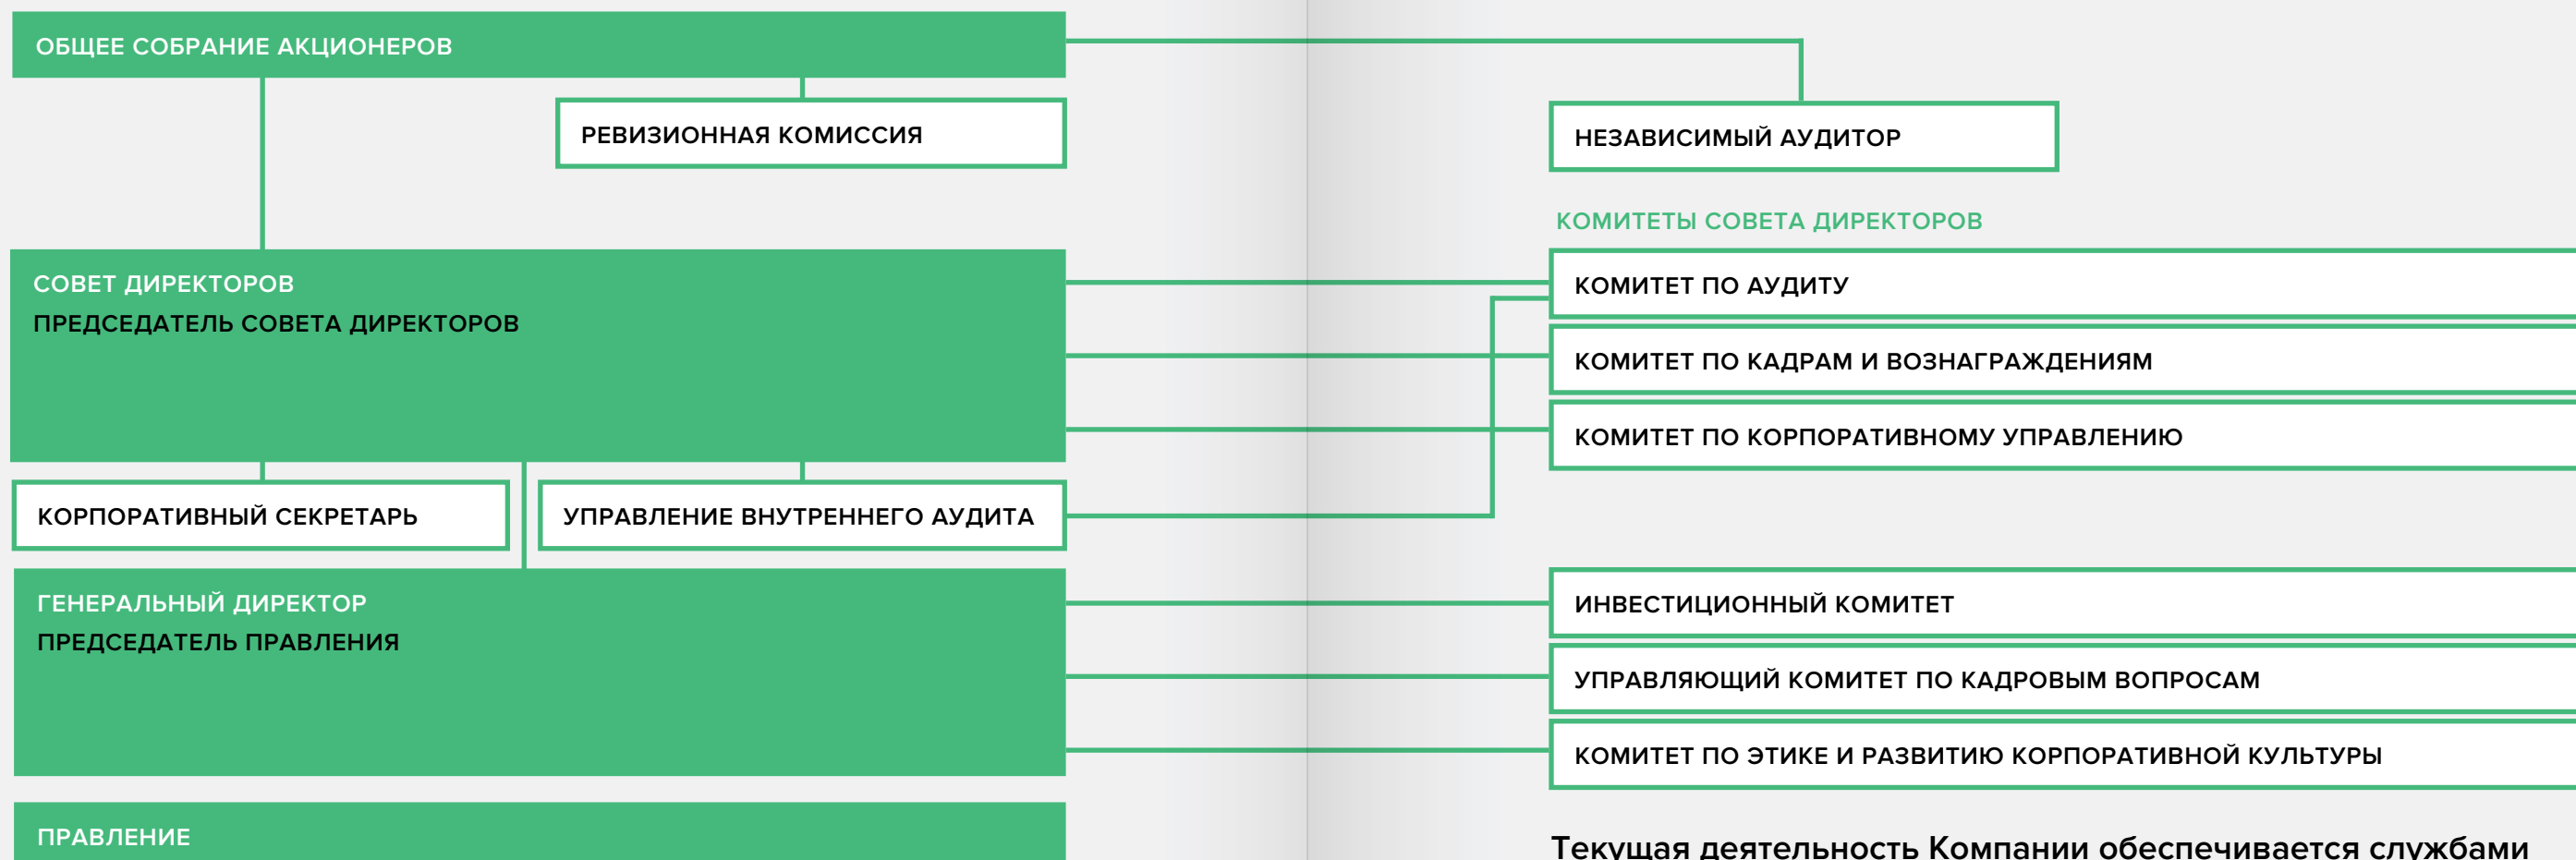 ОБЩЕЕ СОБРАНИЕ АКЦИОНЕРОВ
РЕВИЗИОННАЯ КОМИССИЯ
НЕЗАВИСИМЫЙ АУДИТОР
КОМИТЕТЫ СОВЕТА ДИРЕКТОРОВ
СОВЕТ ДИРЕКТОРОВ
ПРЕДСЕДАТЕЛЬ СОВЕТА ДИРЕКТОРОВ
КОМИТЕТ ПО АУДИТУ
КОМИТЕТ ПО КАДРАМ И ВОЗНАГРАЖДЕНИЯМ
КОМИТЕТ ПО КОРПОРАТИВНОМУ УПРАВЛЕНИЮ
КОРПОРАТИВНЫЙ СЕКРЕТАРЬ
УПРАВЛЕНИЕ ВНУТРЕННЕГО АУДИТА
ГЕНЕРАЛЬНЫЙ ДИРЕКТОР
ПРЕДСЕДАТЕЛЬ ПРАВЛЕНИЯ
ИНВЕСТИЦИОННЫЙ КОМИТЕТ
УПРАВЛЯЮЩИЙ КОМИТЕТ ПО КАДРОВЫМ ВОПРОСАМ
КОМИТЕТ ПО ЭТИКЕ И РАЗВИТИЮ КОРПОРАТИВНОЙ КУЛЬТУРЫ
ПРАВЛЕНИЕ
Текущая деятельность Компании обеспечивается службами